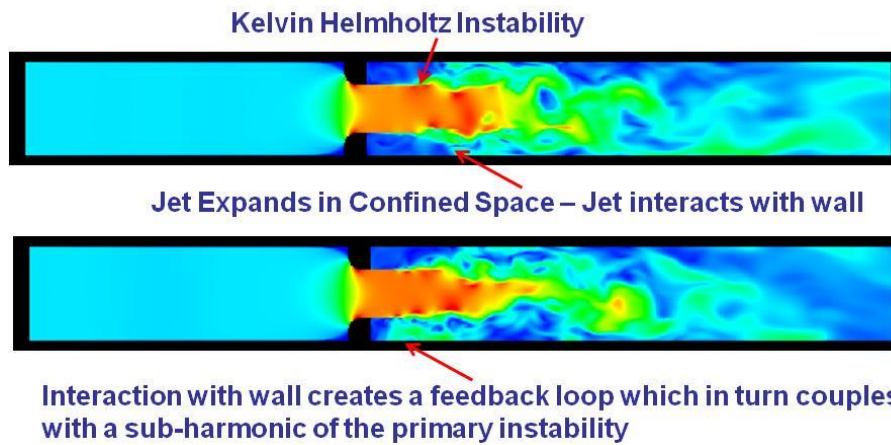 Kelvin Helmholtz Instability
Jet Expands in Confined Space – Jet interacts with wall
Interaction with wall creates a feedback loop which in turn couples
with a sub-harmonic of the primary instability